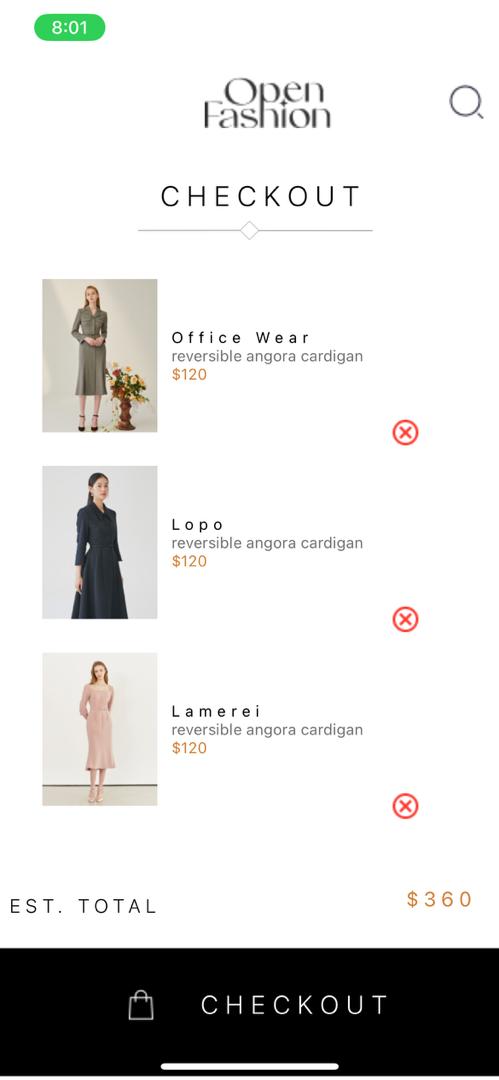 8:01
Open
Fashion
CHECKOUT
Office Wear
reversible angora cardigan
$120
Lopo
reversible angora cardigan
$120
Lamerei
reversible angora cardigan
$120
EST. TOTAL
$360
CHECKOUT